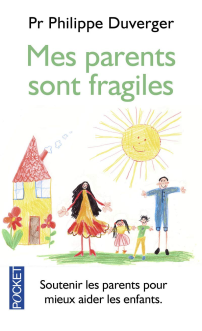 Pr Philippe Duverger
Mes parents
sont fragiles
POCKET
Soutenir les parents pour
mieux aider les enfants.